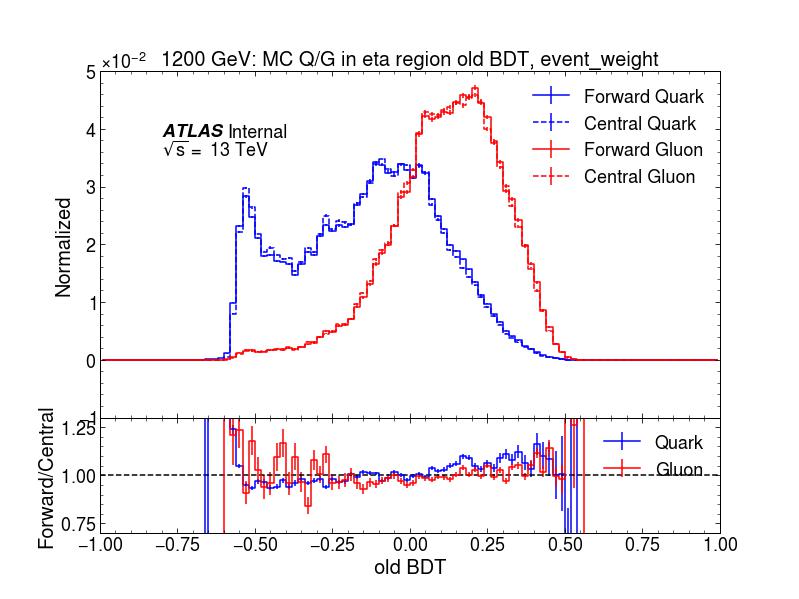 ×10⁻² 1200 GeV: MC Q/G in eta region old BDT, event_weight
5
4
3
2
1
0
−1
Normalized
ATLAS Internal
√s = 13 TeV
Forward Quark
Central Quark
Forward Gluon
Central Gluon
1.25
1.00
0.75
Forward/Central
Quark
Gluon
−1.00 −0.75 −0.50 −0.25 0.00 0.25 0.50 0.75 1.00
old BDT